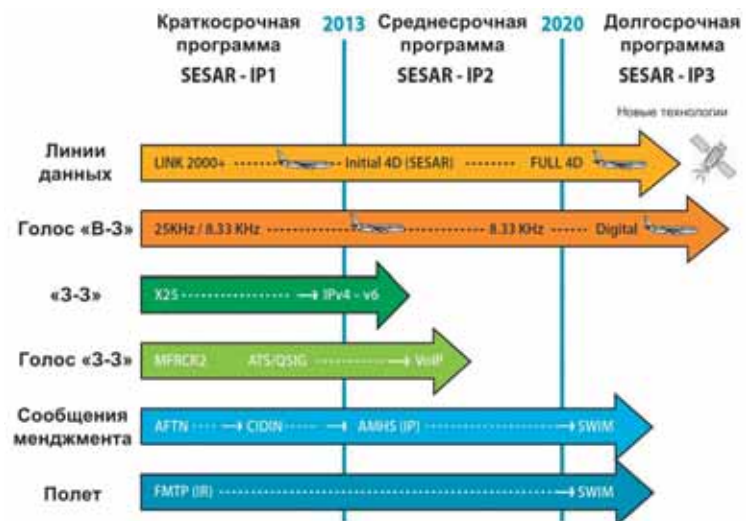 Краткосрочная программа SESAR - IP1
2013
Среднесрочная программа SESAR - IP2
2020
Долгосрочная программа SESAR - IP3
Новые технологии
Линии данных
LINK 2000+ Initial 4D (SESAR) FULL 4D
Голос «В-З»
25KHz / 8.33 KHz 8.33 KHz Digital
«З-З»
X25 IPv4 - v6
Голос «З-З»
MFRCR2 ATS/QSIG VoIP
Сообщения менджмента
AFTN CIDIN AMHS (IP) SWIM
Полет
FMTP (IR) SWIM